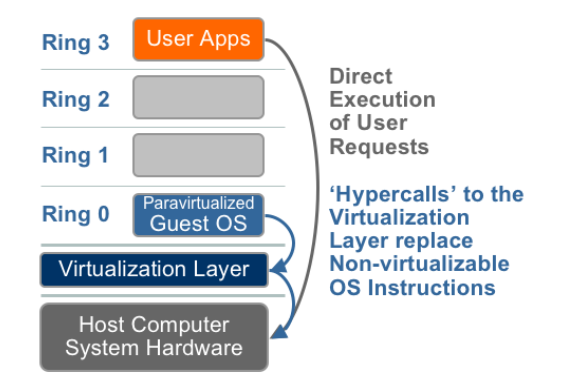 Ring 3
User Apps
Ring 2
Ring 1
Ring 0
Paravirtualized
Guest OS
Virtualization Layer
Host Computer
System Hardware
Direct
Execution
of User
Requests
‘Hypercalls’ to the
Virtualization
Layer replace
Non-virtualizable
OS Instructions